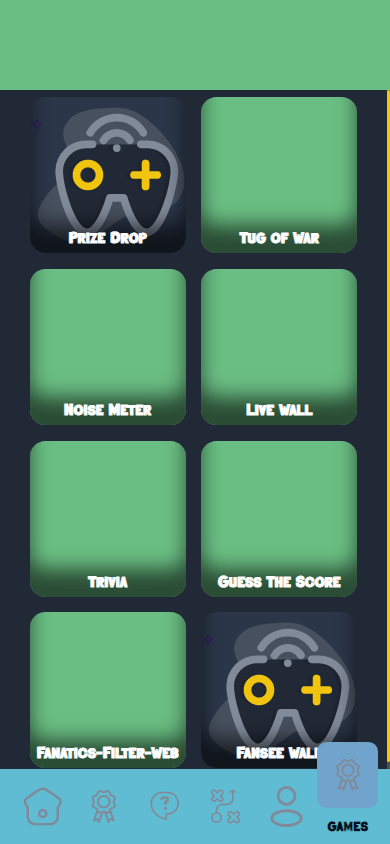 Prize Drop
Tug of War
Noise Meter
Live Wall
Trivia
Guess The Score
Fanatics-Filter-Web
Fansee Wall
Games